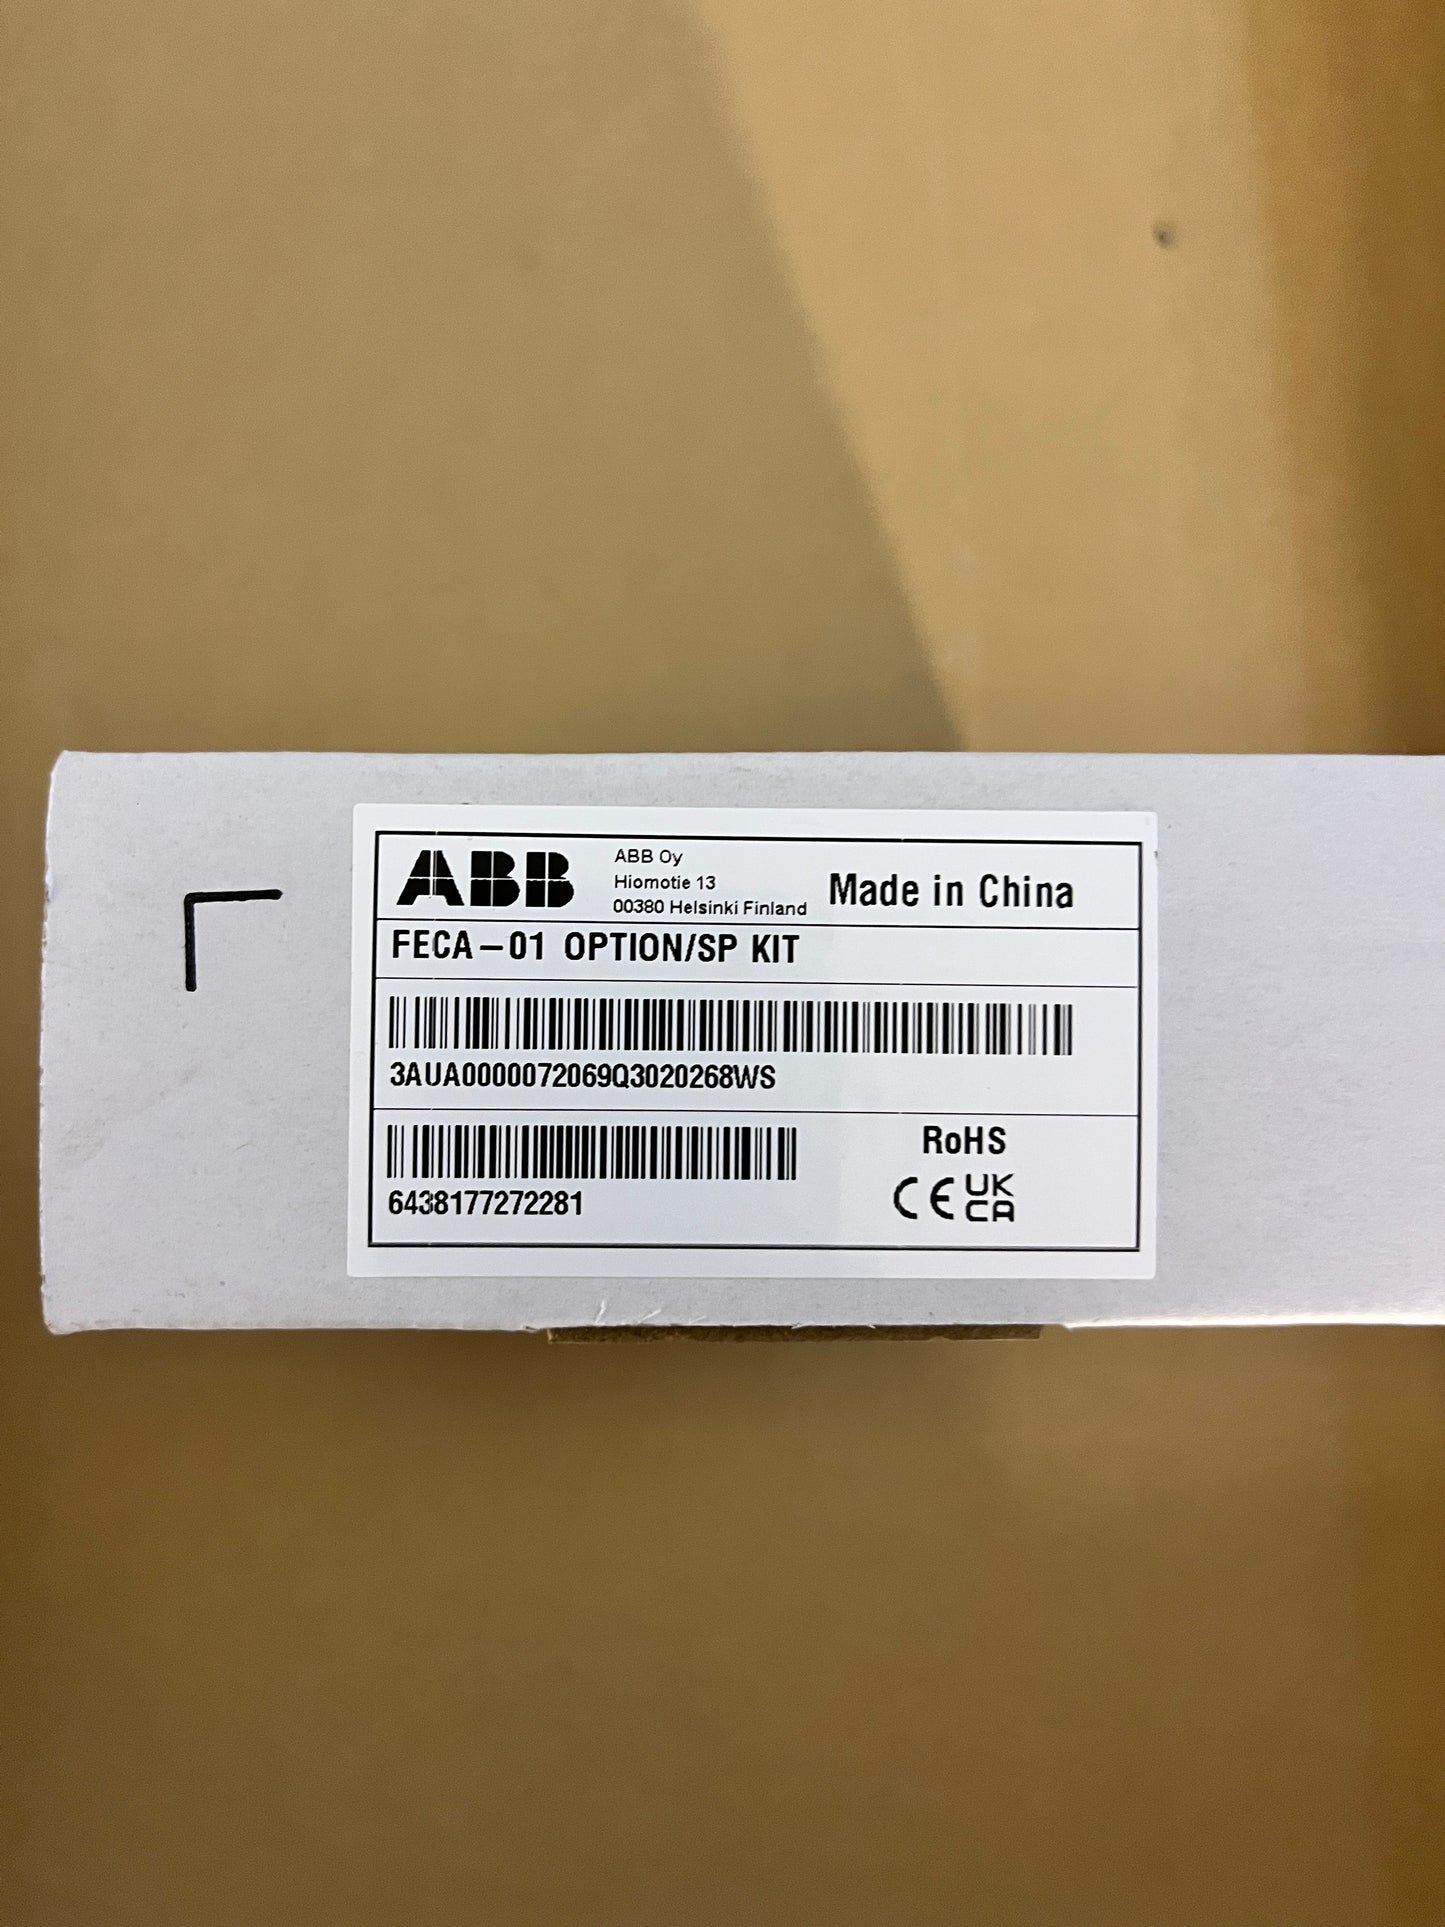 ABB
ABB Oy
Hiomotie 13
00380 Helsinki Finland
Made in China
FECA-01 OPTION/SP KIT
3AUA0000072069Q3020268WS
6438177272281
RoHS
CE UK
CA